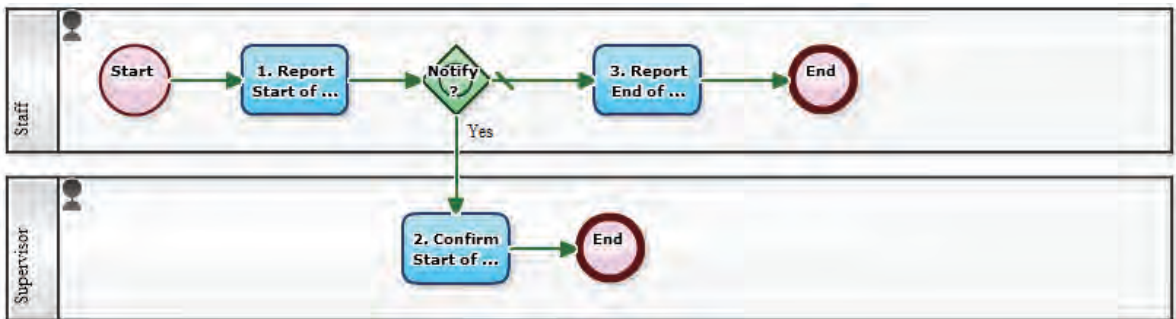 Staff
Start
1. Report
Start of ...
Notify
?
Yes
3. Report
End of ...
End
Supervisor
2. Confirm
Start of ...
End